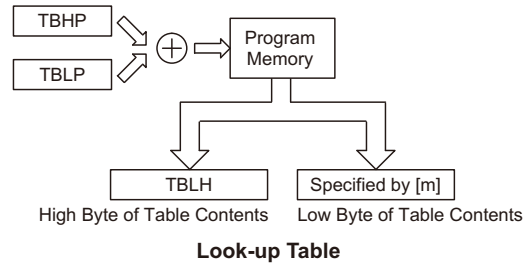 TBHP
TBLP
Program
Memory
TBLH
Specified by [m]
High Byte of Table Contents
Low Byte of Table Contents
Look-up Table